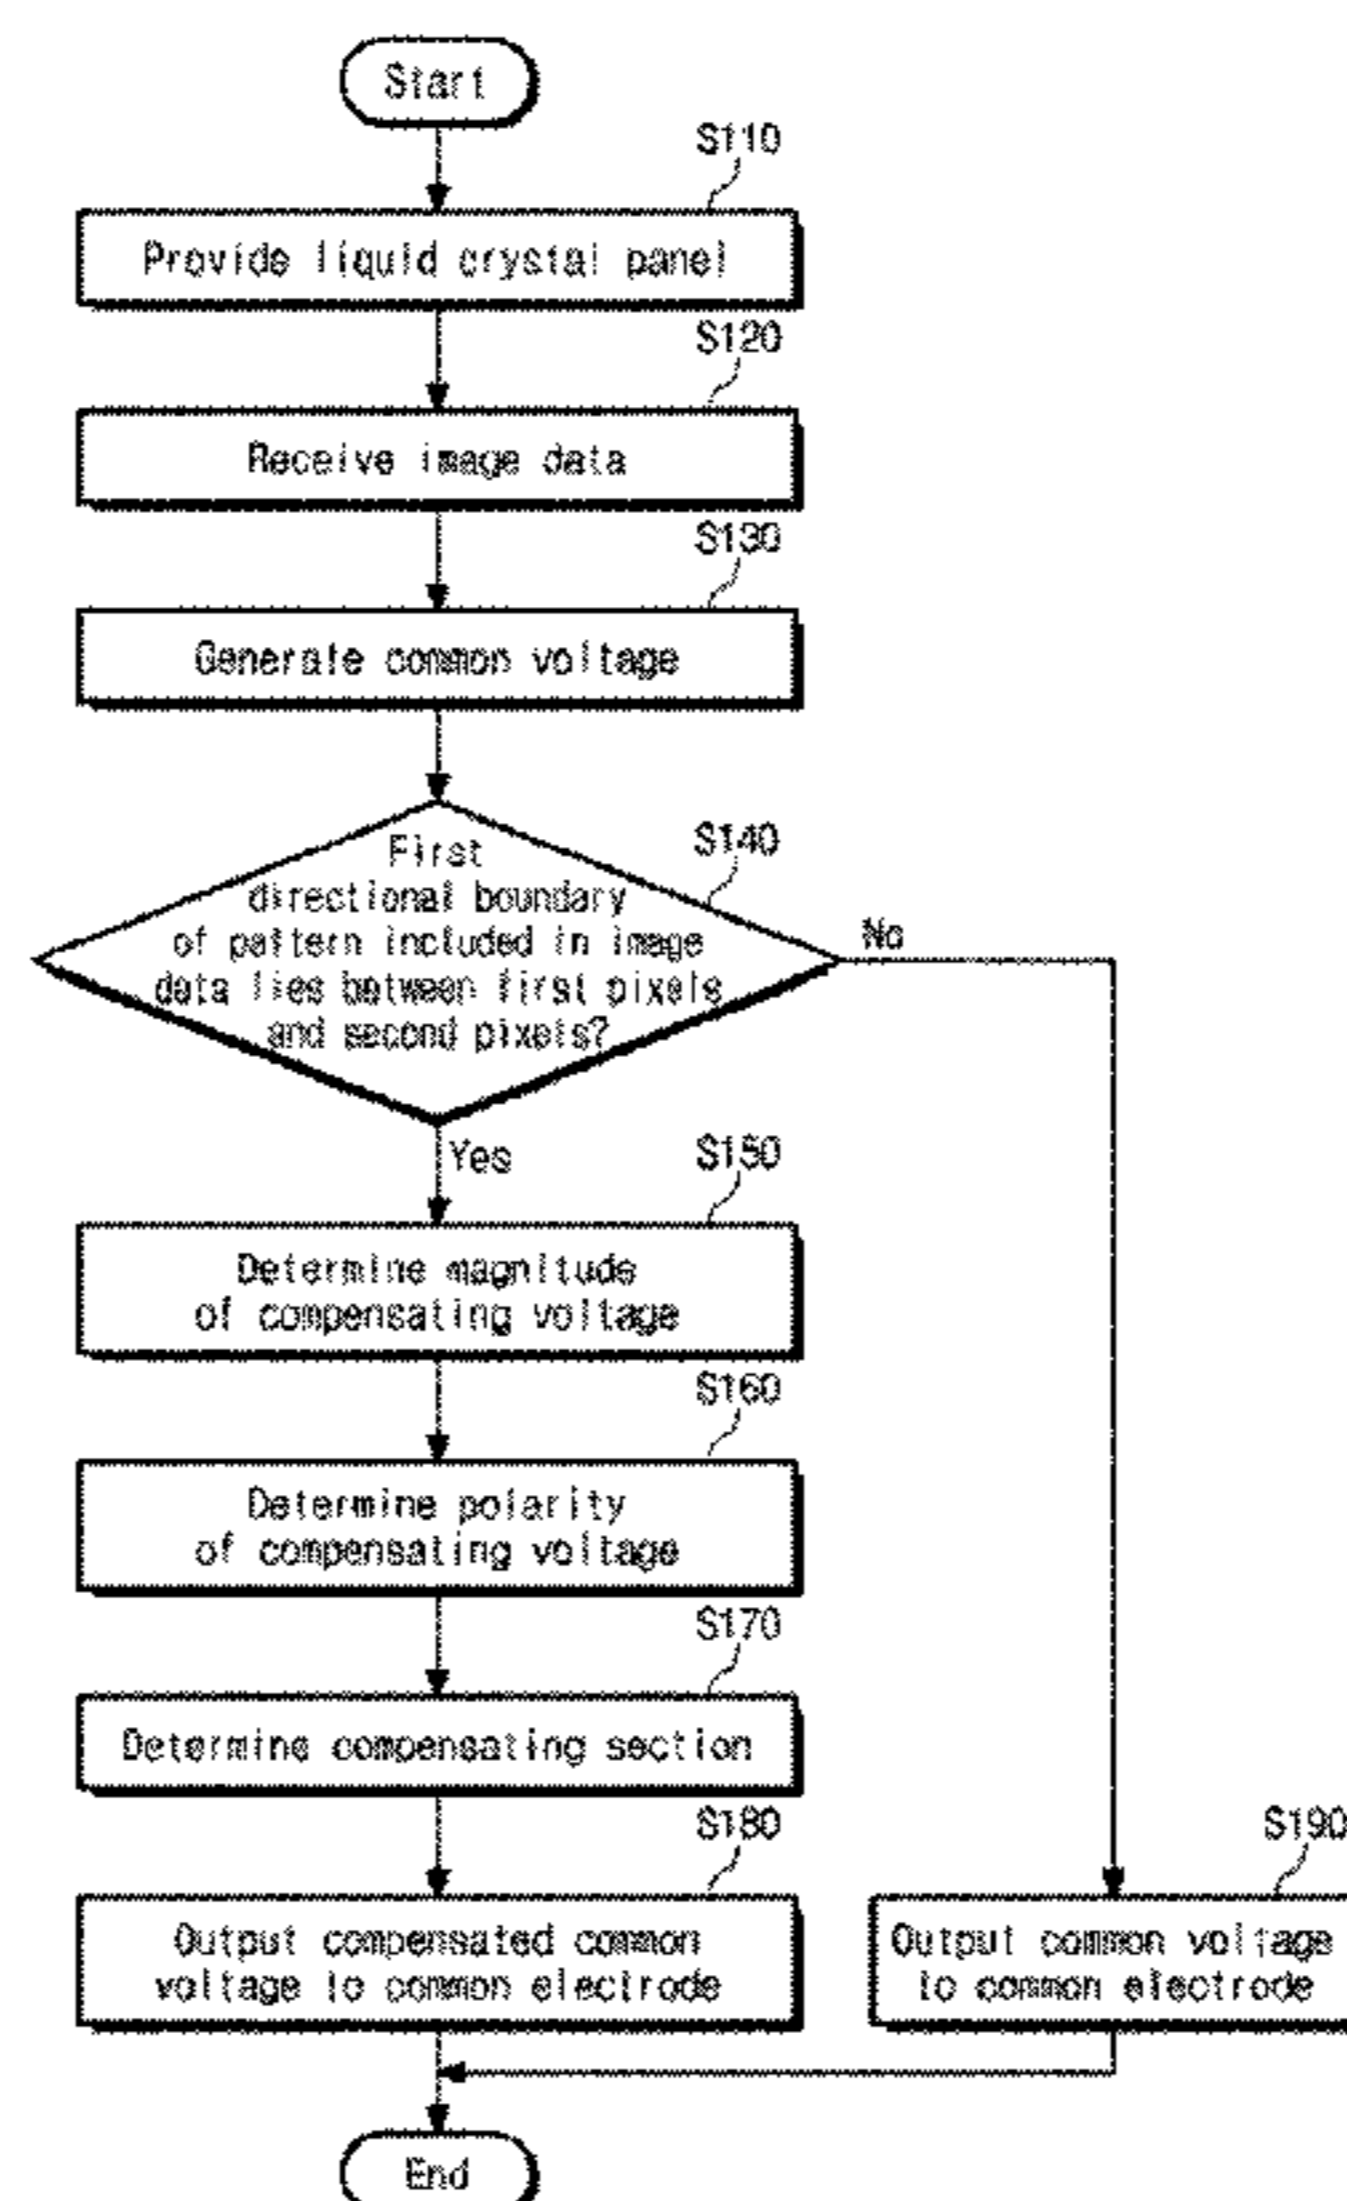 Start
S110
Provide liquid crystal panel
S120
Receive image data
S130
Generate common voltage
S140
First
directional boundary
of pattern included in image
data lies between first pixels
and second pixels?
No
Yes
S150
Determine magnitude
of compensating voltage
S160
Determine polarity
of compensating voltage
S170
Determine compensating section
S180
Output compensated common
voltage to common electrode
S190
Output common voltage
to common electrode
End